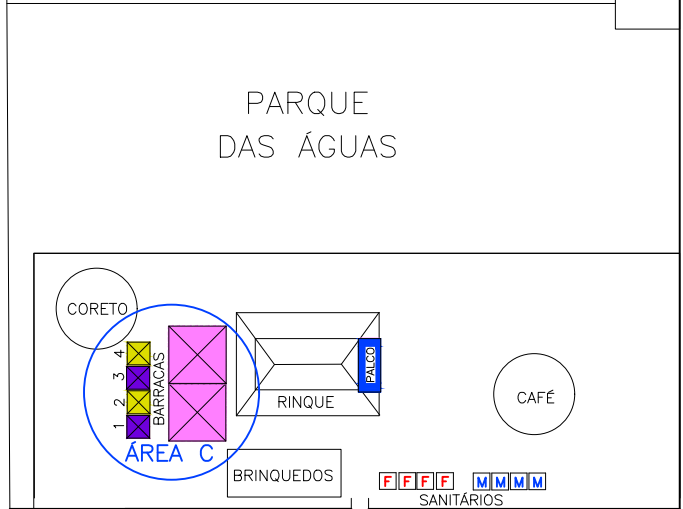 PARQUE
DAS ÁGUAS
CORETO
4
3
2
1
BARRACAS
ÁREA C
RINQUE
PALCO
CAFÉ
BRINQUEDOS
F F F F M M M M
SANITÁRIOS